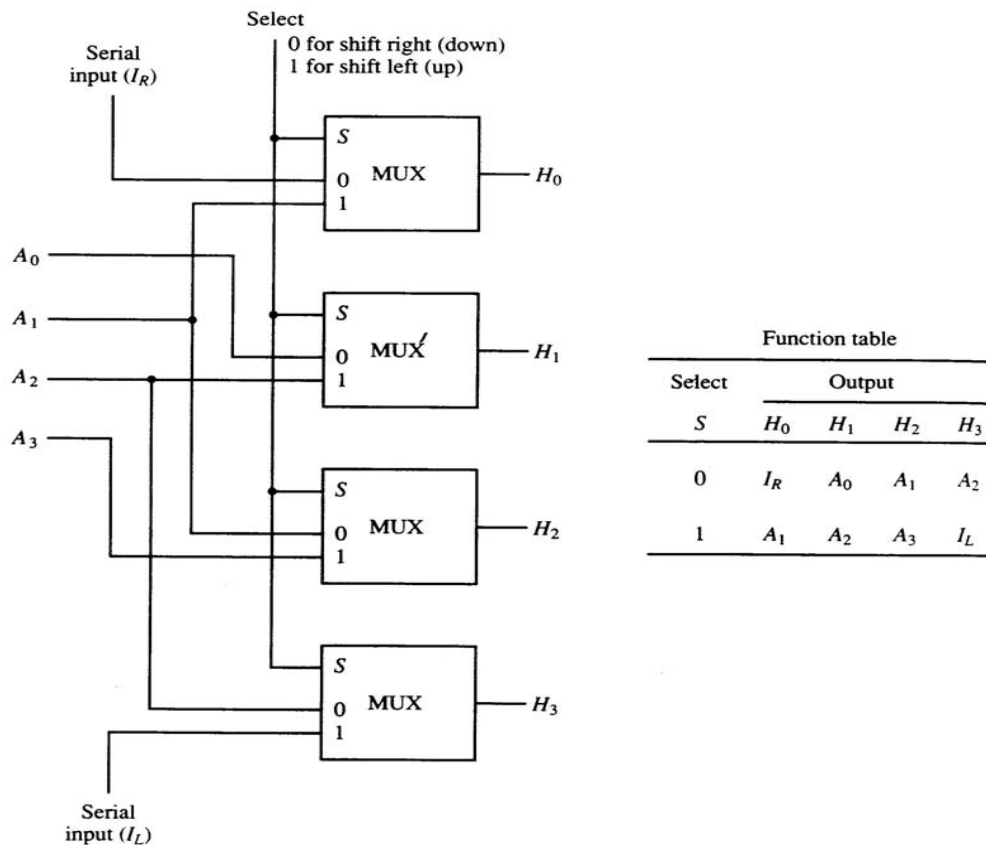 Select
0 for shift right (down)
1 for shift left (up)
Serial
input (I_R)
S
MUX
0
1
H_0
A_0
S
A_1
MUX
0
1
H_1
A_2
A_3
S
MUX
0
1
H_2
S
MUX
0
1
H_3
Serial
input (I_L)
Function table
Select Output
S H_0 H_1 H_2 H_3
0 I_R A_0 A_1 A_2
1 A_1 A_2 A_3 I_L